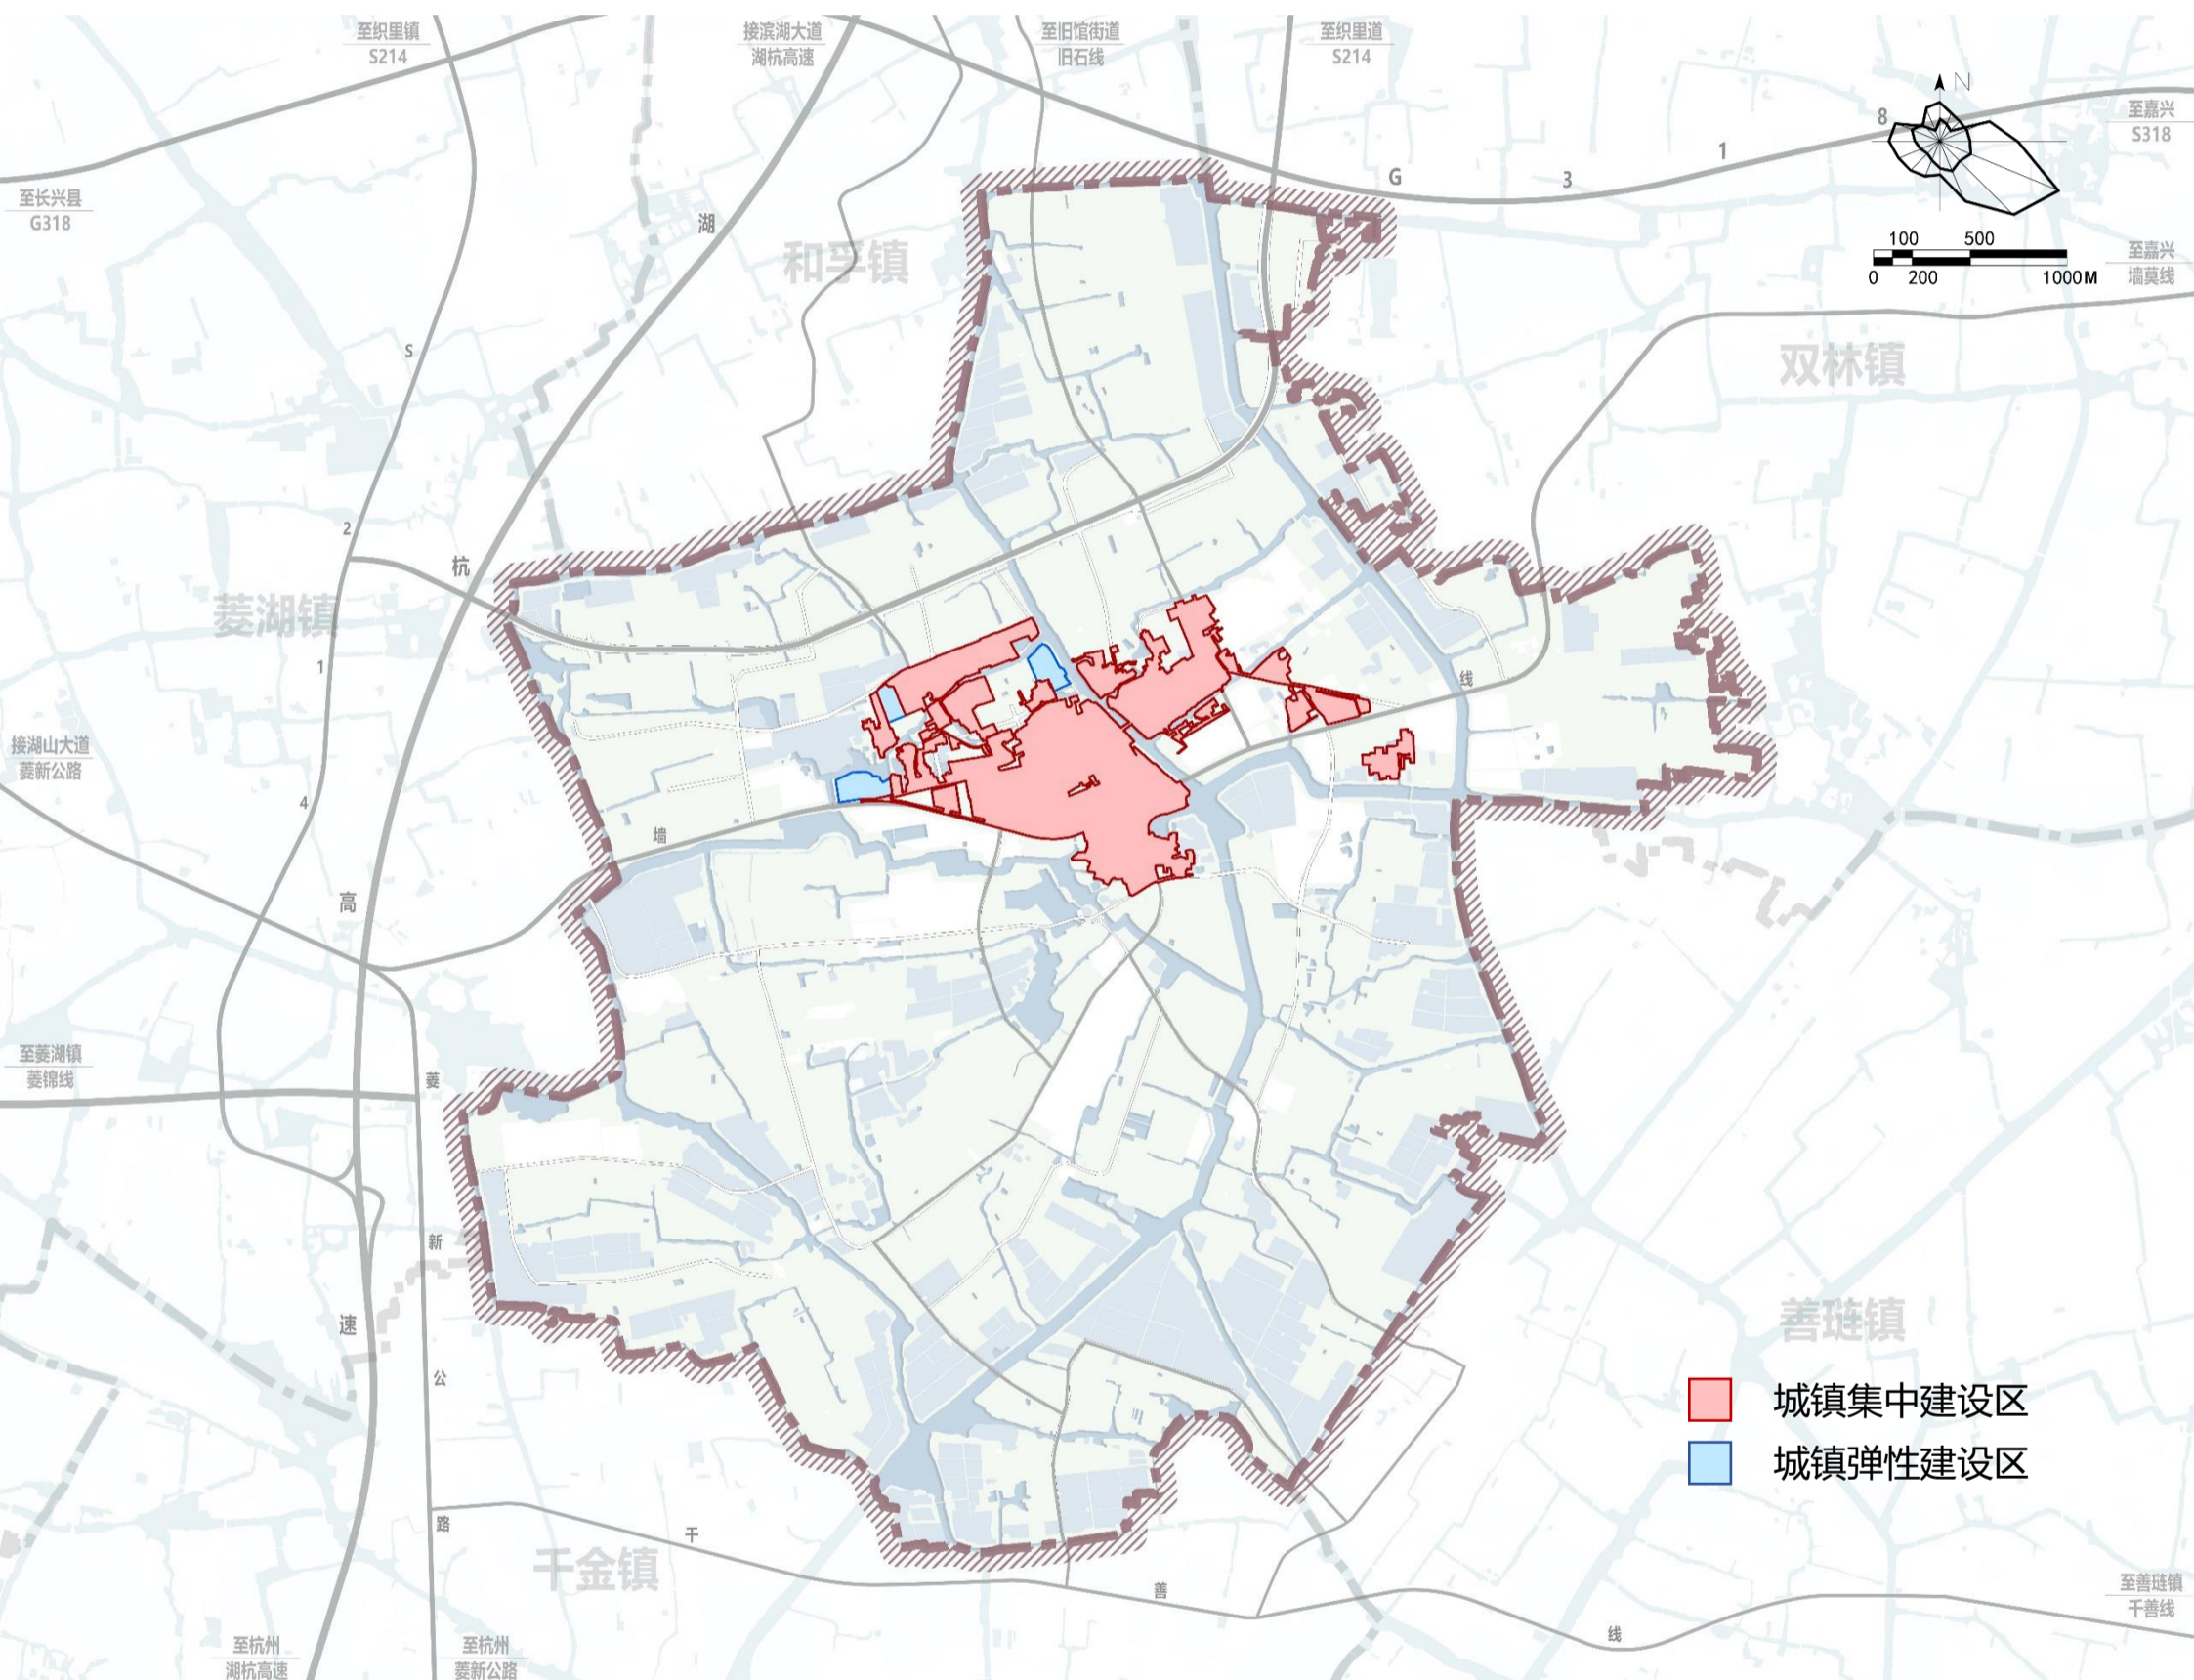 至织里镇
S214
接滨湖大道
湖杭高速
至旧馆街道
旧石线
至织里道
S214
N
8
至嘉兴
S318
1
G
3
至长兴县
G318
湖
和孚镇
100
500
0
200
1000M
至嘉兴
墙莫线
S
双林镇
2
杭
菱湖镇
1
线
接湖山大道
菱新公路
4
墙
高
至菱湖镇
菱锦线
菱
新
善琏镇
速
公
城镇集中建设区
城镇弹性建设区
路
千
千金镇
善
至善琏镇
千善线
线
至杭州
湖杭高速
至杭州
菱新公路